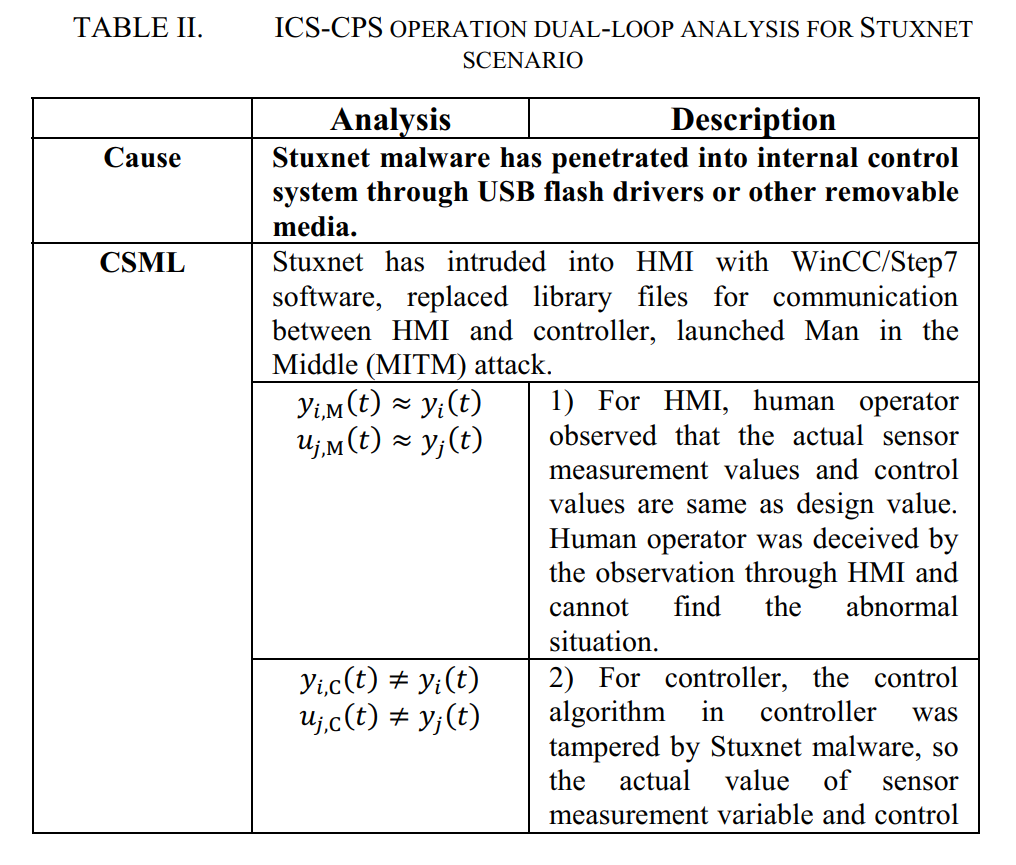 TABLE II. ICS-CPS OPERATION DUAL-LOOP ANALYSIS FOR STUXNET
SCENARIO
Analysis Description
Cause Stuxnet malware has penetrated into internal control
system through USB flash drivers or other removable
media.
CSML Stuxnet has intruded into HMI with WinCC/Step7
software, replaced library files for communication
between HMI and controller, launched Man in the
Middle (MITM) attack.
y_{i,M}(t) ≈ y_i(t) 1) For HMI, human operator
u_{j,M}(t) ≈ y_j(t) observed that the actual sensor
measurement values and control
values are same as design value.
Human operator was deceived by
the observation through HMI and
cannot find the abnormal
situation.
y_{i,C}(t) ≠ y_i(t) 2) For controller, the control
u_{j,C}(t) ≠ y_j(t) algorithm in controller was
tampered by Stuxnet malware, so
the actual value of sensor
measurement variable and control